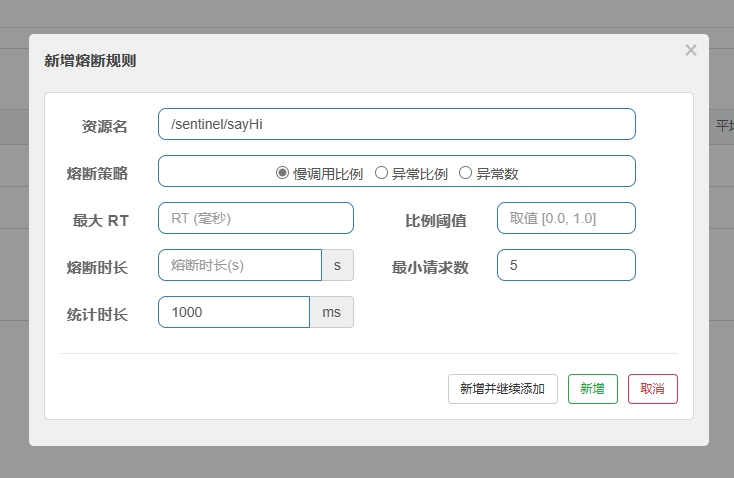 新增熔断规则
×
资源名 /sentinel/sayHi
熔断策略 慢调用比例 异常比例 异常数
最大 RT RT (毫秒) 比例阈值 取值 [0.0, 1.0]
熔断时长 熔断时长(s) s 最小请求数 5
统计时长 1000 ms
新增并继续添加 新增 取消
平均